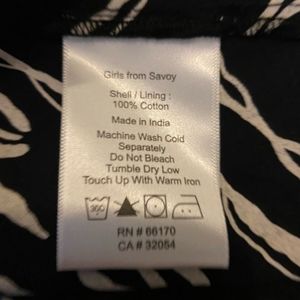 Girls from Savoy
Shell / Lining :
100% Cotton
Made in India
Machine Wash Cold
Separately
Do Not Bleach
Tumble Dry Low
Touch Up With Warm Iron
RN # 66170
CA # 32054